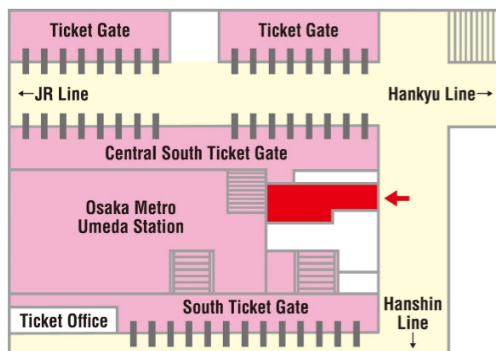 Ticket Gate
Ticket Gate
←JR Line
Hankyu Line→
Central South Ticket Gate
Osaka Metro
Umeda Station
South Ticket Gate
Ticket Office
Hanshin
Line
↓